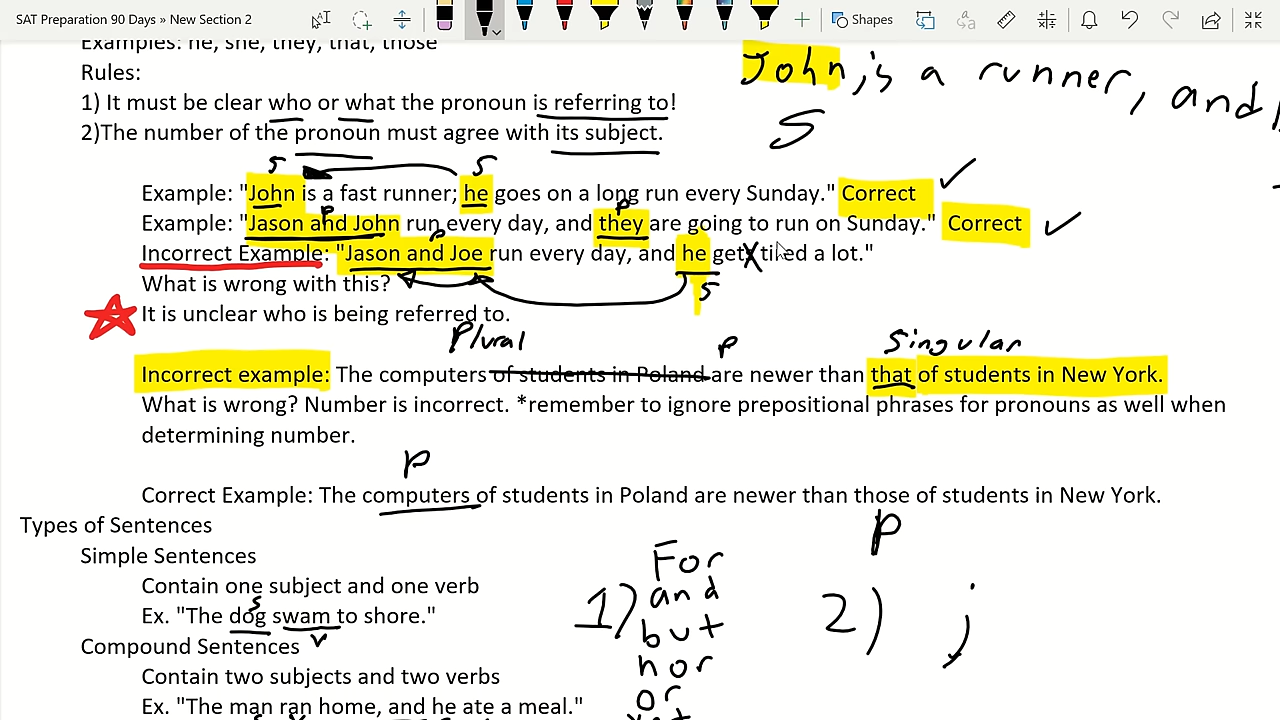 SAT Preparation 90 Days » New Section 2
Shapes
Examples: he, she, they, that, those
John, is a runner, and
Rules:
S
1) It must be clear who or what the pronoun is referring to!
2)The number of the pronoun must agree with its subject.
S S
Example: "John is a fast runner; he goes on a long run every Sunday." Correct
P P
Example: "Jason and John run every day, and they are going to run on Sunday." Correct
P
Incorrect Example: "Jason and Joe run every day, and he gets tired a lot."
What is wrong with this?
S
It is unclear who is being referred to.
Plural P Singular
Incorrect example: The computers of students in Poland are newer than that of students in New York.
What is wrong? Number is incorrect. *remember to ignore prepositional phrases for pronouns as well when
determining number.
P
Correct Example: The computers of students in Poland are newer than those of students in New York.
P
Types of Sentences
Simple Sentences
Contain one subject and one verb
S
Ex. "The dog swam to shore."
V
Compound Sentences
Contain two subjects and two verbs
Ex. "The man ran home, and he ate a meal."
1) For
and
but
nor
or
yet
2) ;